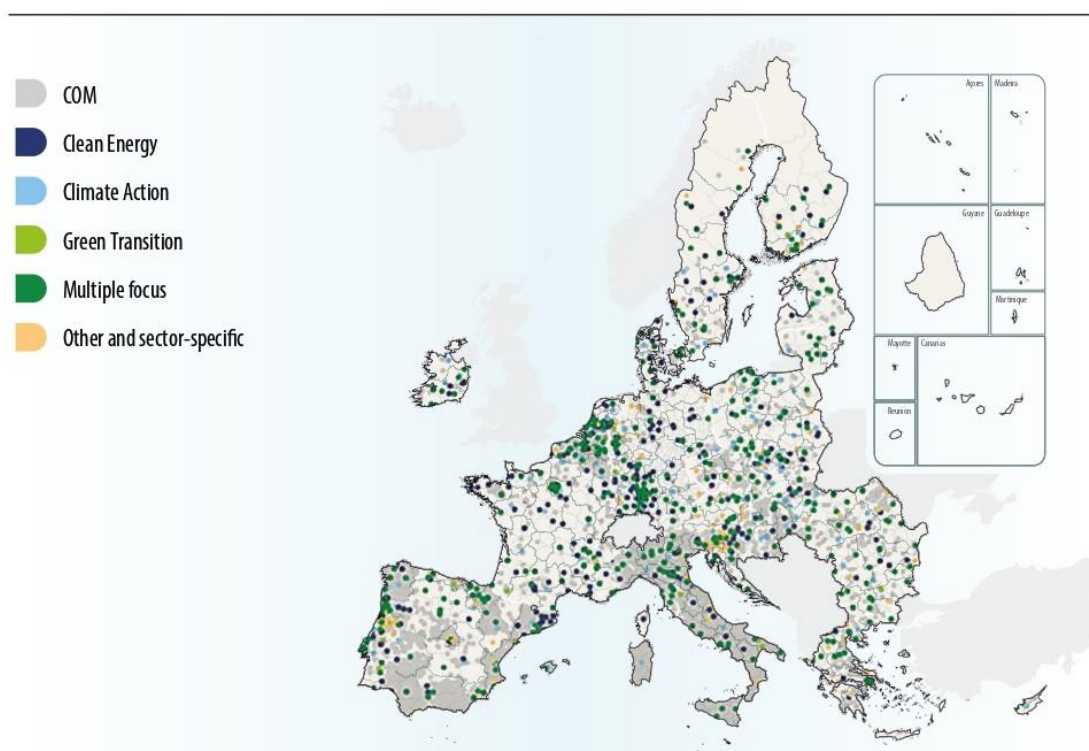 COM
Clean Energy
Climate Action
Green Transition
Multiple focus
Other and sector-specific
Açores
Madeira
Guyane
Guadeloupe
Martinique
Mayotte
Canarias
Reunion